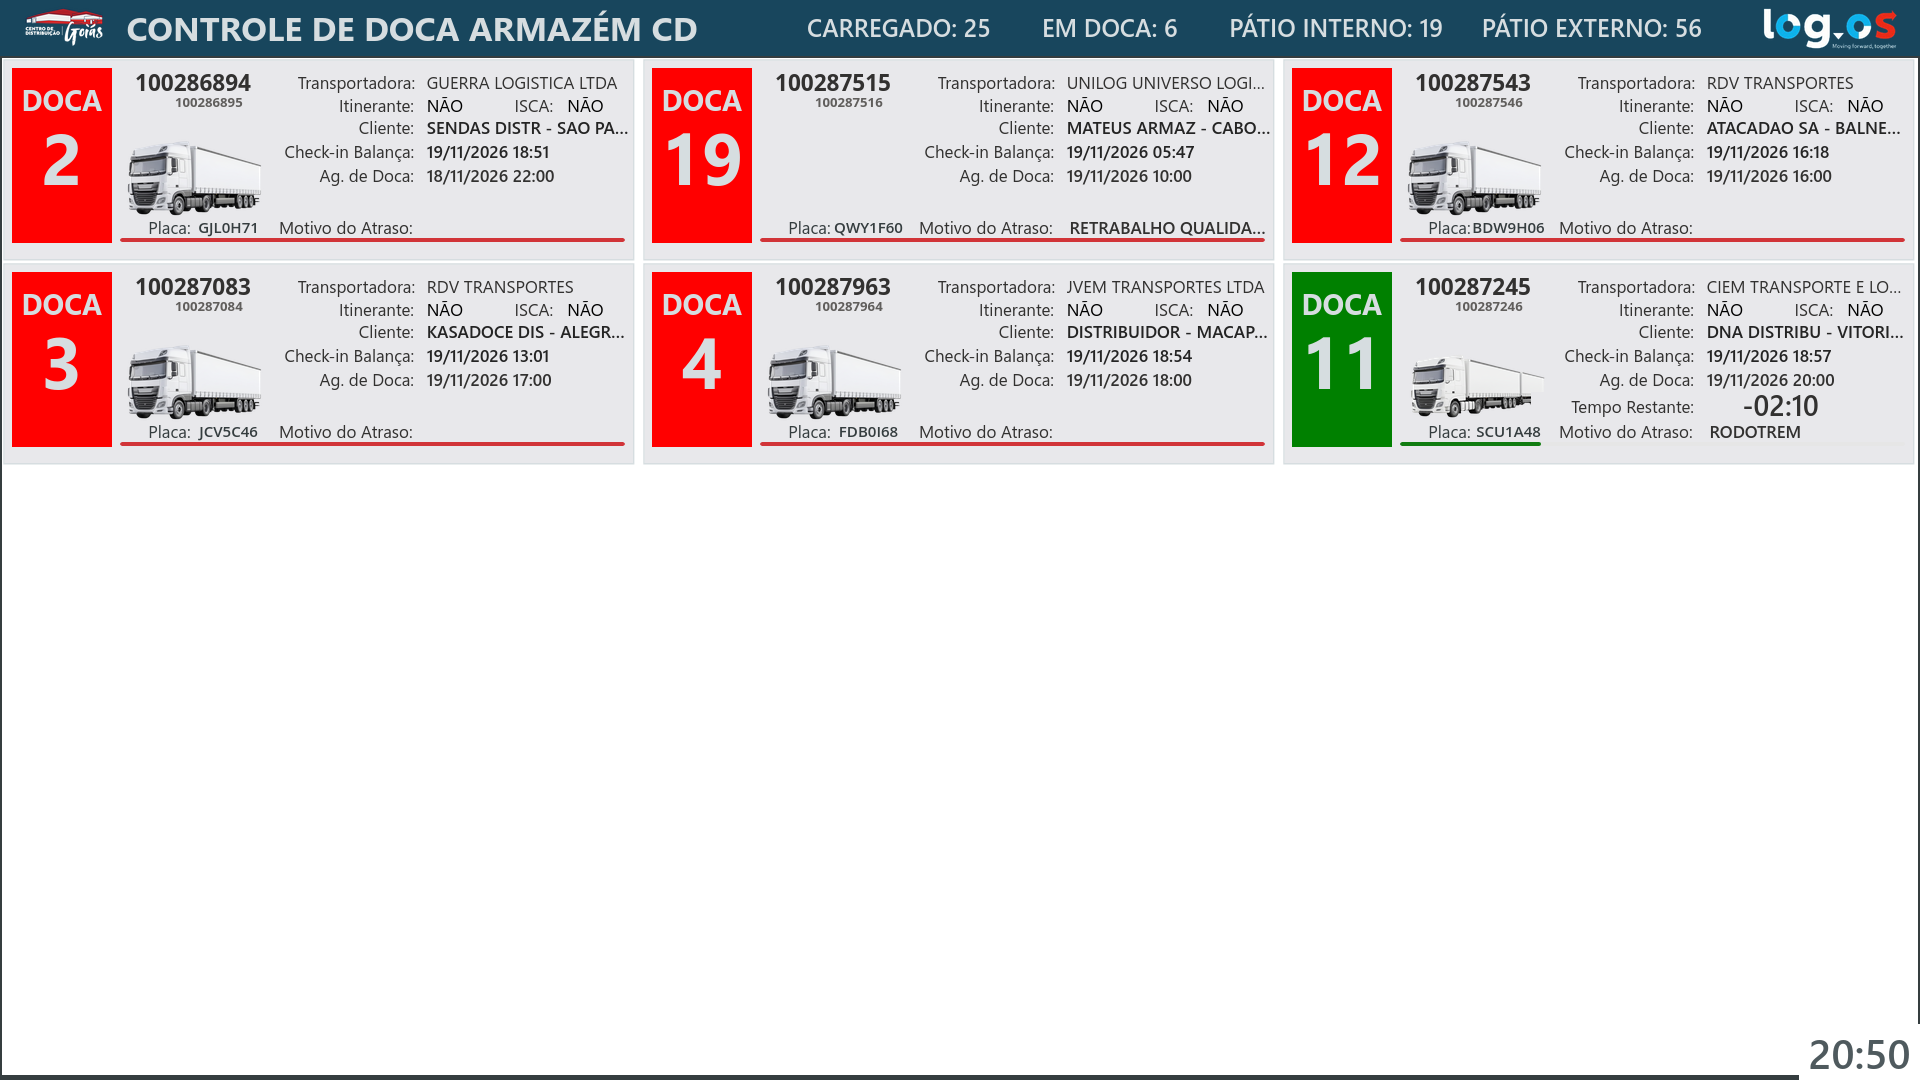 CENTRO DE DISTRIBUIÇÃO Goiás
CONTROLE DE DOCA ARMAZÉM CD
CARREGADO: 25
EM DOCA: 6
PÁTIO INTERNO: 19
PÁTIO EXTERNO: 56
log.os
Moving forward, together
DOCA
2
100286894
100286895
Transportadora: GUERRA LOGISTICA LTDA
Itinerante: NÃO ISCA: NÃO
Cliente: SENDAS DISTR - SAO PA...
Check-in Balança: 19/11/2026 18:51
Ag. de Doca: 18/11/2026 22:00
Placa: GJL0H71 Motivo do Atraso:
DOCA
19
100287515
100287516
Transportadora: UNILOG UNIVERSO LOGI...
Itinerante: NÃO ISCA: NÃO
Cliente: MATEUS ARMAZ - CABO...
Check-in Balança: 19/11/2026 05:47
Ag. de Doca: 19/11/2026 10:00
Placa: QWY1F60 Motivo do Atraso: RETRABALHO QUALIDA...
DOCA
12
100287543
100287546
Transportadora: RDV TRANSPORTES
Itinerante: NÃO ISCA: NÃO
Cliente: ATACADAO SA - BALNE...
Check-in Balança: 19/11/2026 16:18
Ag. de Doca: 19/11/2026 16:00
Placa: BDW9H06 Motivo do Atraso:
DOCA
3
100287083
100287084
Transportadora: RDV TRANSPORTES
Itinerante: NÃO ISCA: NÃO
Cliente: KASADOCE DIS - ALEGR...
Check-in Balança: 19/11/2026 13:01
Ag. de Doca: 19/11/2026 17:00
Placa: JCV5C46 Motivo do Atraso:
DOCA
4
100287963
100287964
Transportadora: JVEM TRANSPORTES LTDA
Itinerante: NÃO ISCA: NÃO
Cliente: DISTRIBUIDOR - MACAP...
Check-in Balança: 19/11/2026 18:54
Ag. de Doca: 19/11/2026 18:00
Placa: FDB0I68 Motivo do Atraso:
DOCA
11
100287245
100287246
Transportadora: CIEM TRANSPORTE E LO...
Itinerante: NÃO ISCA: NÃO
Cliente: DNA DISTRIBU - VITORI...
Check-in Balança: 19/11/2026 18:57
Ag. de Doca: 19/11/2026 20:00
Tempo Restante: -02:10
Placa: SCU1A48 Motivo do Atraso: RODOTREM
20:50